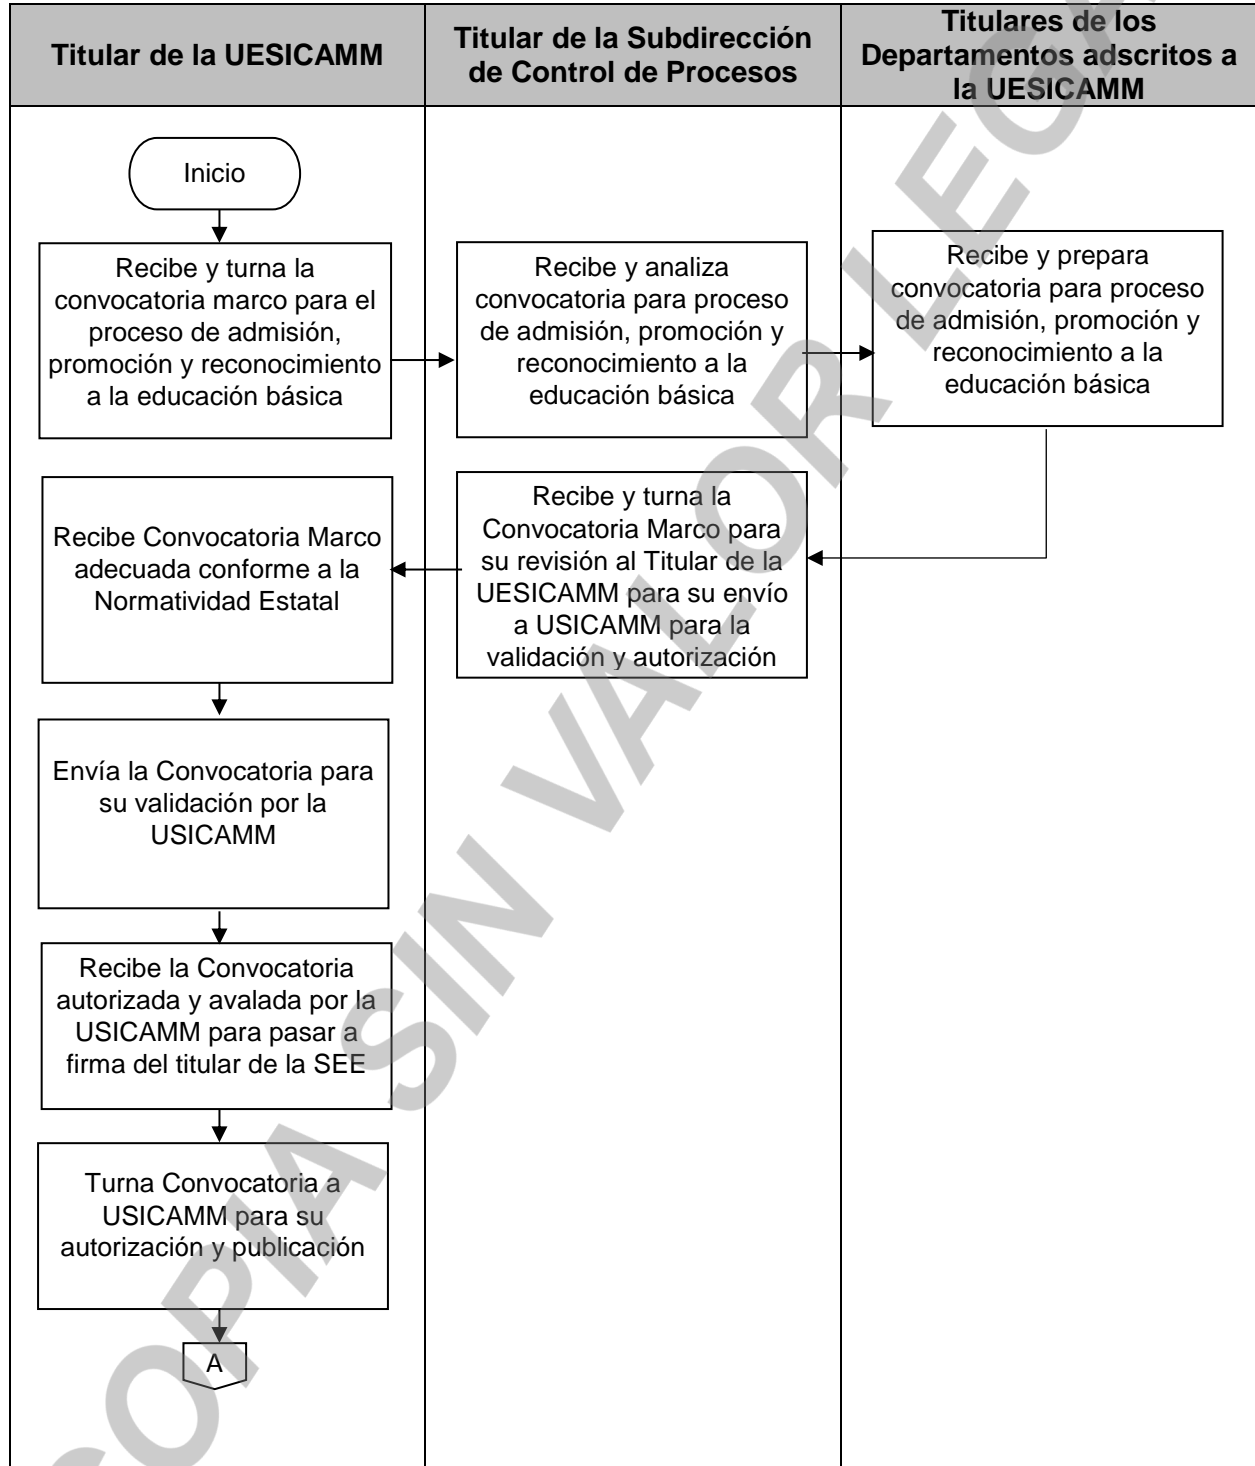 Titular de la UESICAMM
Titular de la Subdirección
de Control de Procesos
Titulares de los
Departamentos adscritos a
la UESICAMM
Inicio
Recibe y turna la
convocatoria marco para el
proceso de admisión,
promoción y reconocimiento
a la educación básica
Recibe y analiza
convocatoria para proceso
de admisión, promoción y
reconocimiento a la
educación básica
Recibe y prepara
convocatoria para proceso
de admisión, promoción y
reconocimiento a la
educación básica
Recibe Convocatoria Marco
adecuada conforme a la
Normatividad Estatal
Recibe y turna la
Convocatoria Marco para
su revisión al Titular de la
UESICAMM para su envío
a USICAMM para la
validación y autorización
Envía la Convocatoria para
su validación por la
USICAMM
Recibe la Convocatoria
autorizada y avalada por la
USICAMM para pasar a
firma del titular de la SEE
Turna Convocatoria a
USICAMM para su
autorización y publicación
A
COPIA SIN VALOR LEGA